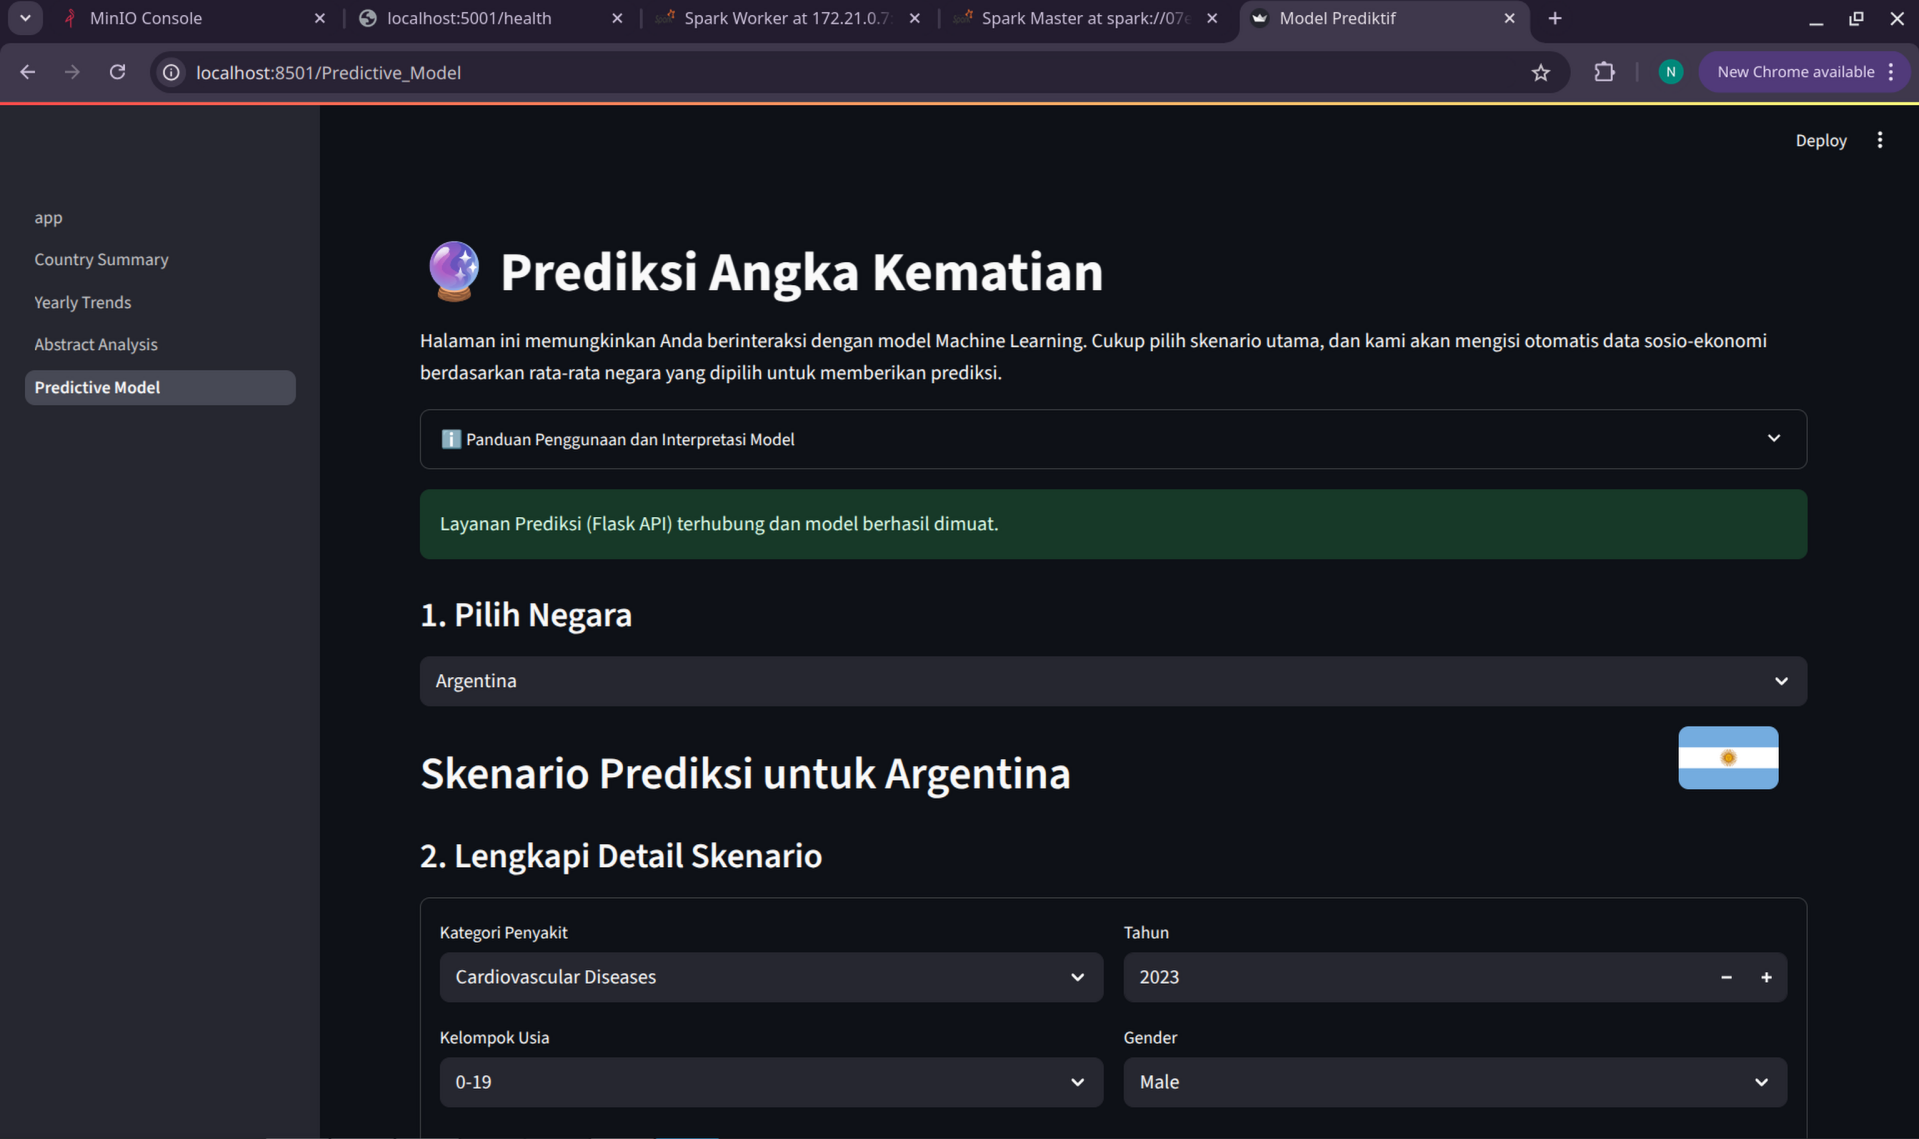 MinIO Console
localhost:5001/health
Spark Worker at 172.21.0.7
Spark Master at spark://07
Model Prediktif
localhost:8501/Predictive_Model
N
New Chrome available
Deploy
app
Country Summary
Yearly Trends
Abstract Analysis
Predictive Model
Prediksi Angka Kematian
Halaman ini memungkinkan Anda berinteraksi dengan model Machine Learning. Cukup pilih skenario utama, dan kami akan mengisi otomatis data sosio-ekonomi
berdasarkan rata-rata negara yang dipilih untuk memberikan prediksi.
ℹ️ Panduan Penggunaan dan Interpretasi Model
Layanan Prediksi (Flask API) terhubung dan model berhasil dimuat.
1. Pilih Negara
Argentina
Skenario Prediksi untuk Argentina
2. Lengkapi Detail Skenario
Kategori Penyakit
Cardiovascular Diseases
Tahun
2023
Kelompok Usia
0-19
Gender
Male